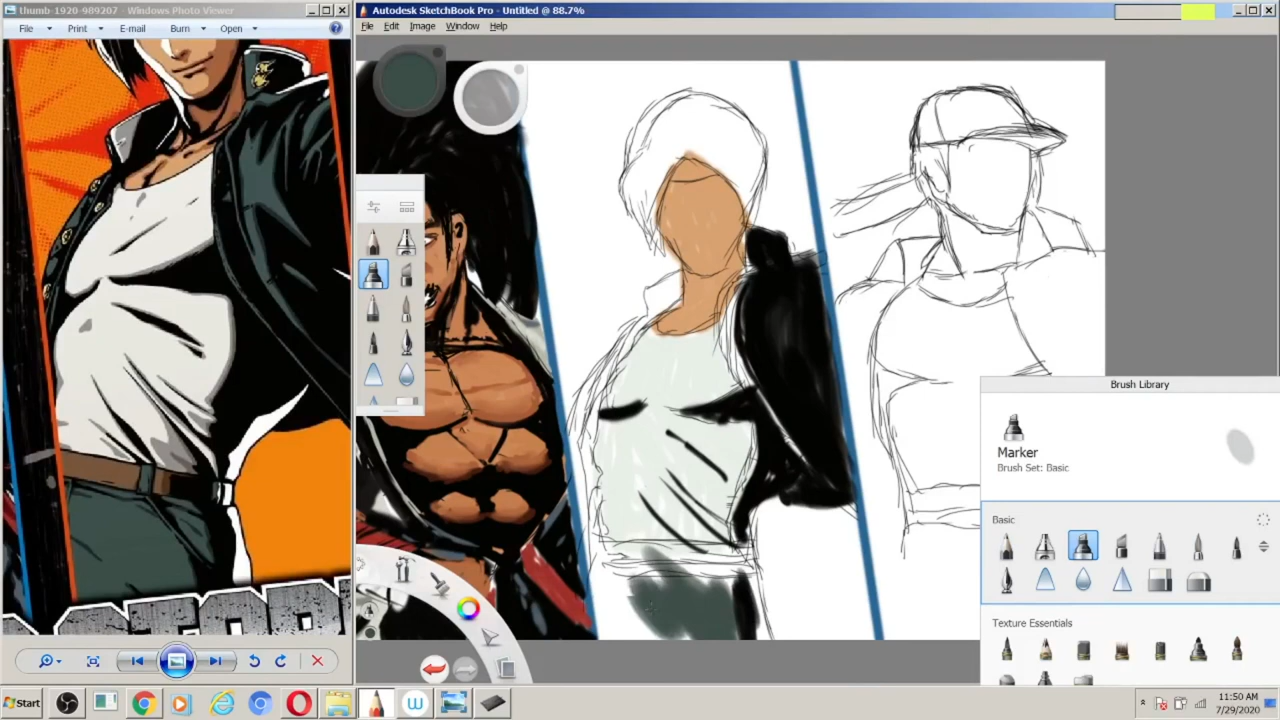 thumb-1920-989207 - Windows Photo Viewer
File Print E-mail Burn Open
Autodesk SketchBook Pro - Untitled @ 88.7%
File Edit Image Window Help
Brush Library
Marker
Brush Set: Basic
Basic
Texture Essentials
Start
11:50 AM
7/29/2020